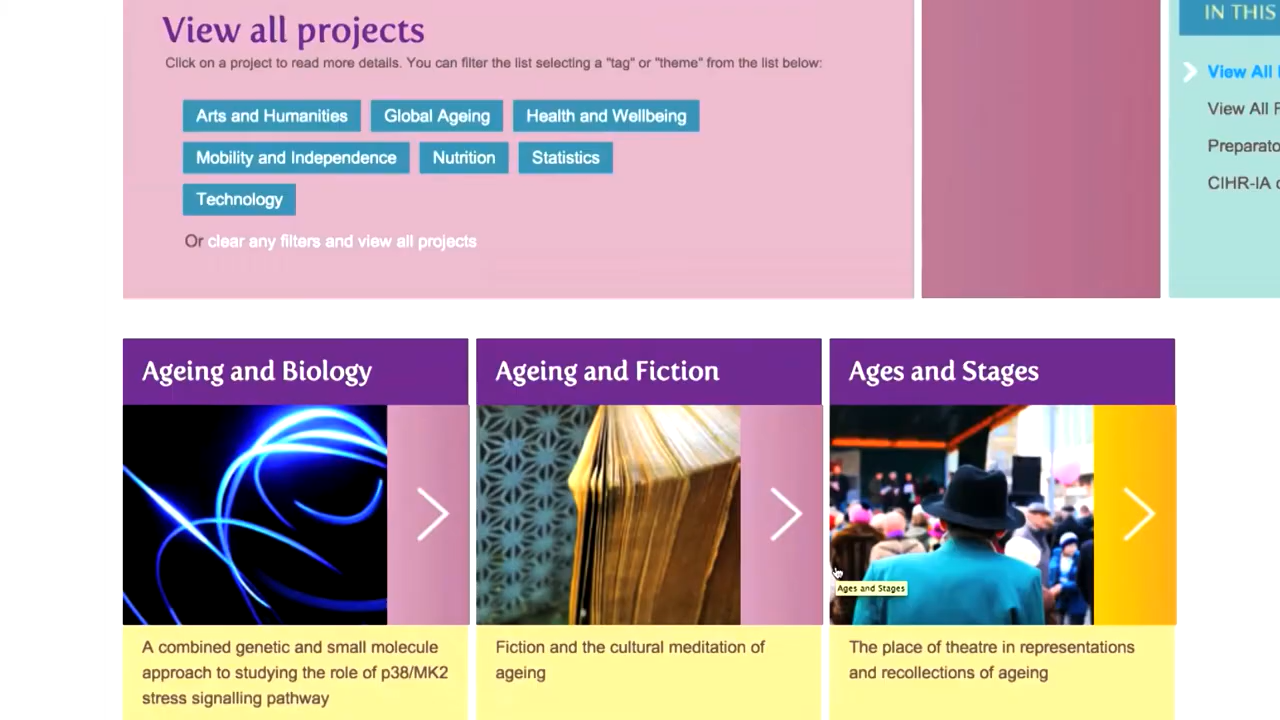 View all projects
Click on a project to read more details. You can filter the list selecting a "tag" or "theme" from the list below:
Arts and Humanities
Global Ageing
Health and Wellbeing
Mobility and Independence
Nutrition
Statistics
Technology
Or clear any filters and view all projects
IN THIS
View All
View All
Preparato
CIHR-IA
Ageing and Biology
A combined genetic and small molecule
approach to studying the role of p38/MK2
stress signalling pathway
Ageing and Fiction
Fiction and the cultural meditation of
ageing
Ages and Stages
Ages and Stages
The place of theatre in representations
and recollections of ageing